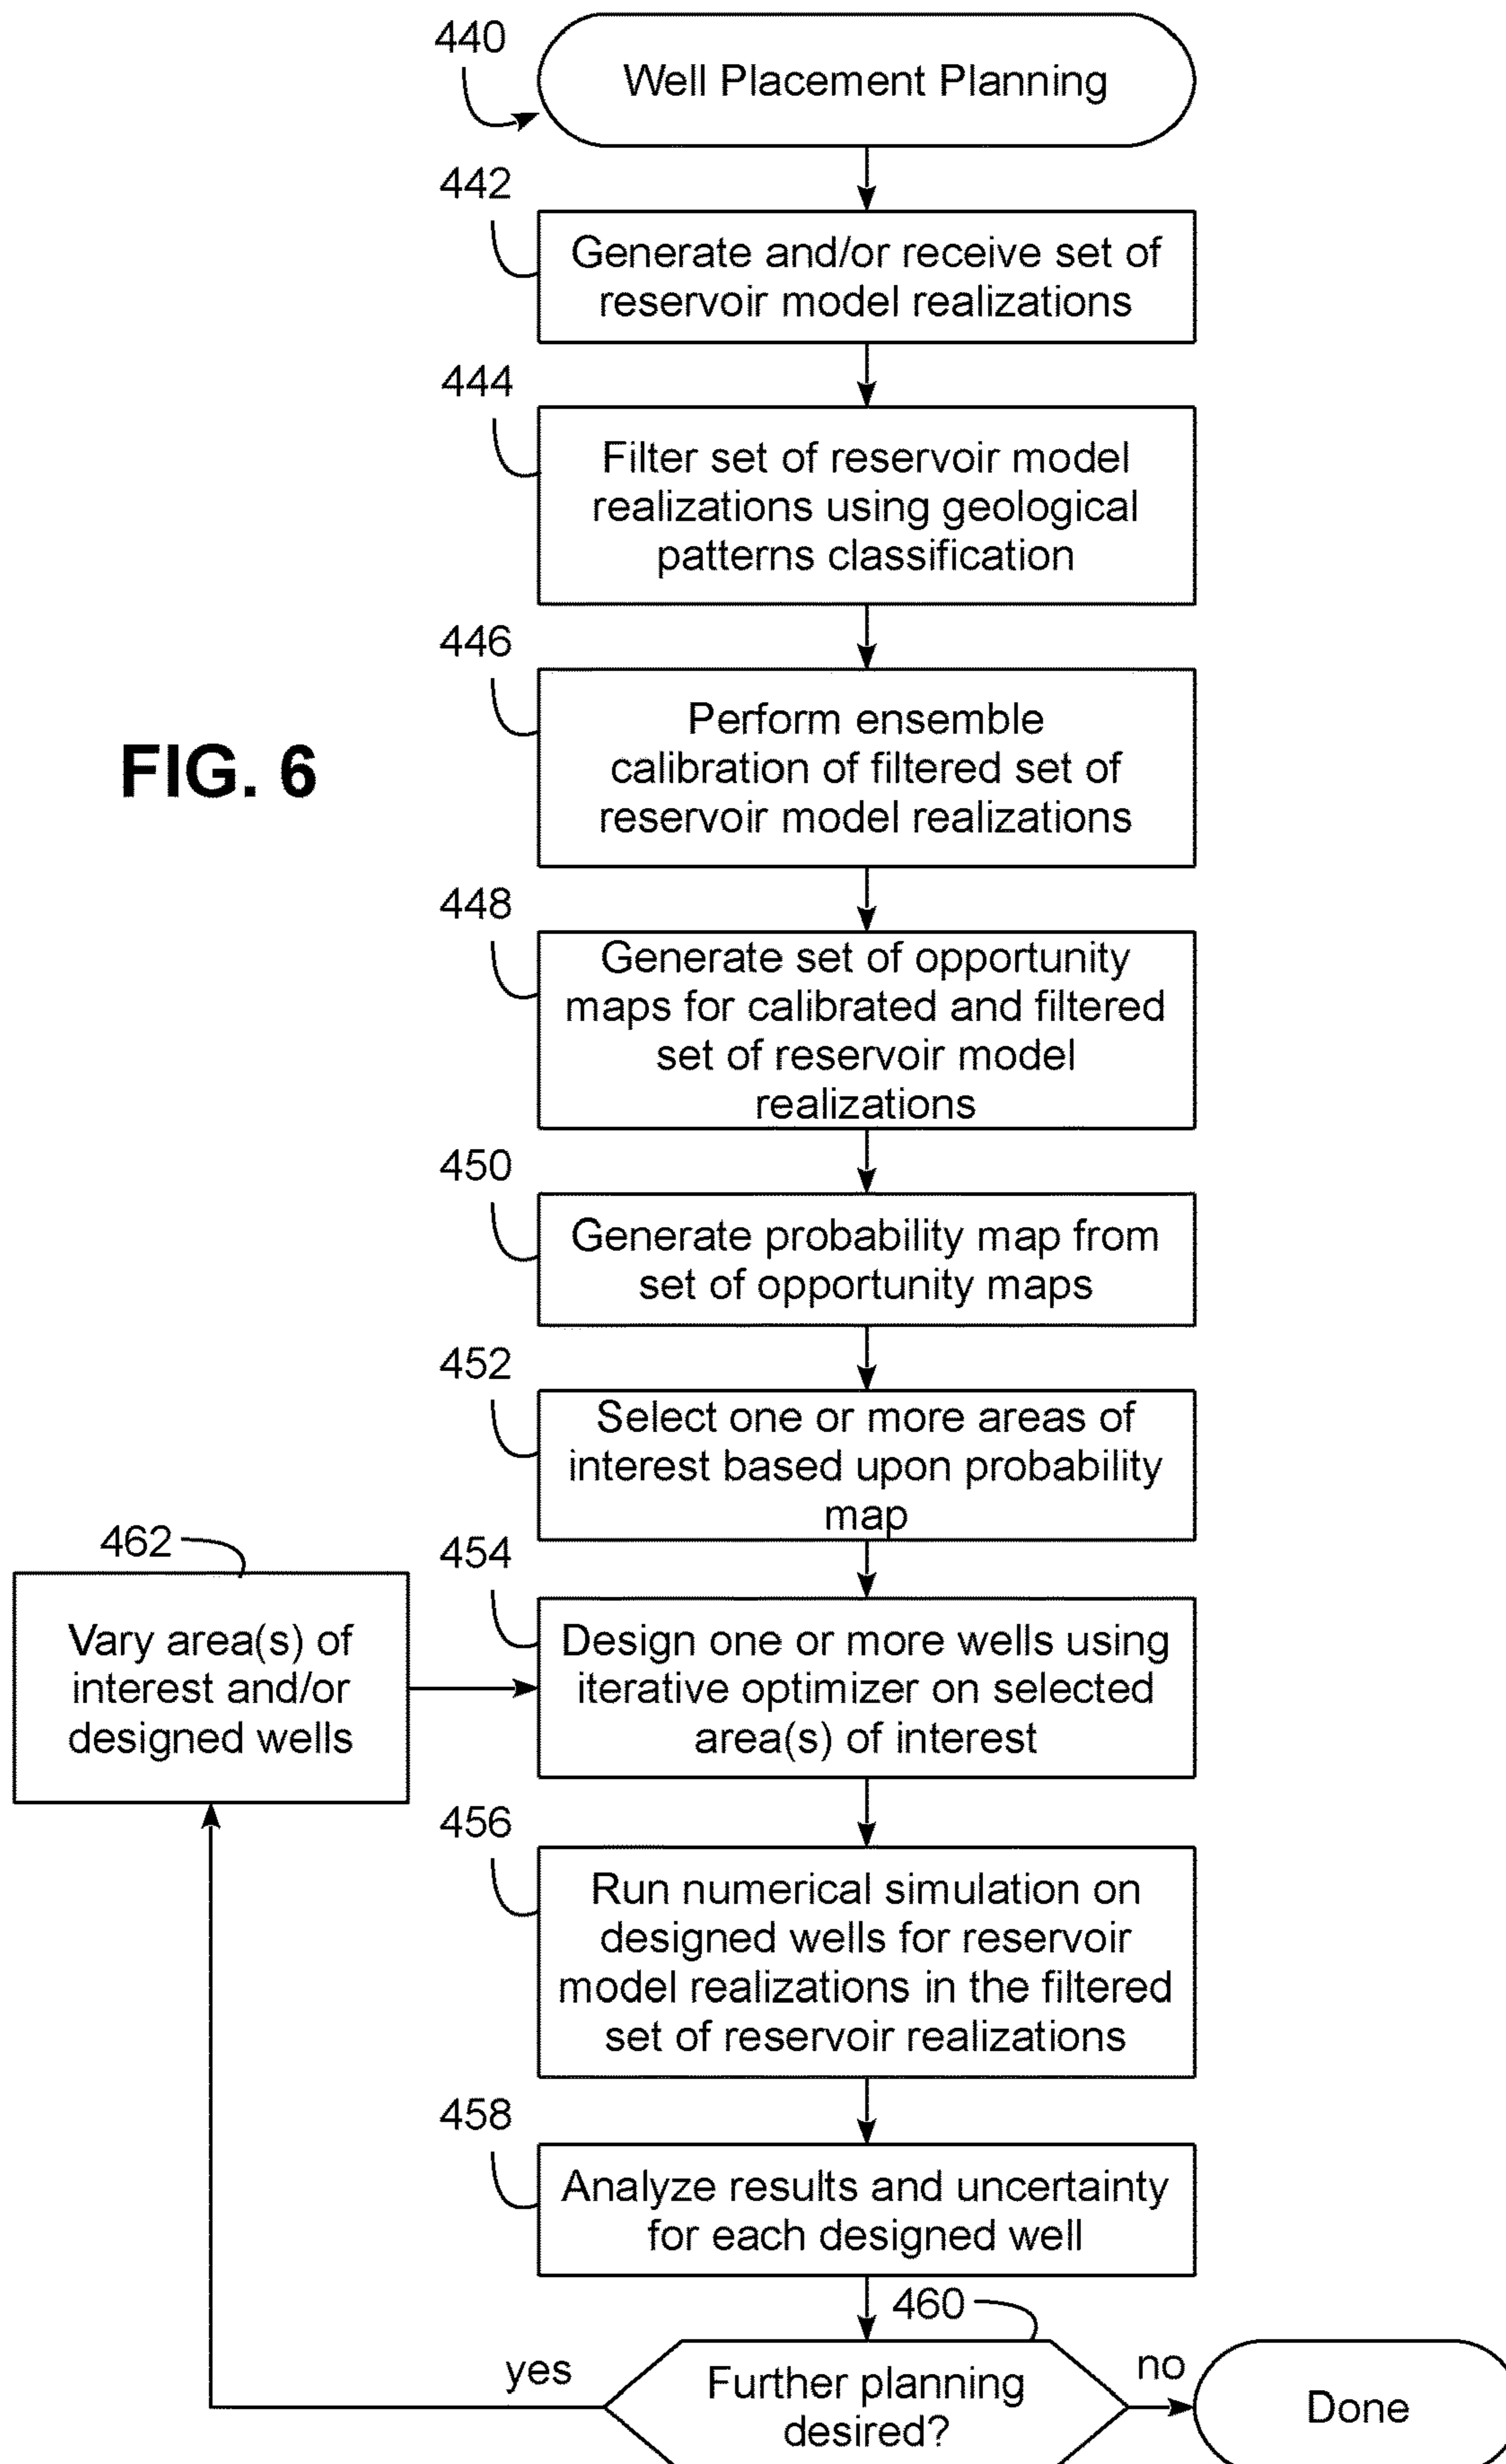 440
Well Placement Planning
442
Generate and/or receive set of
reservoir model realizations
444
Filter set of reservoir model
realizations using geological
patterns classification
446
Perform ensemble
calibration of filtered set of
reservoir model realizations
FIG. 6
448
Generate set of opportunity
maps for calibrated and filtered
set of reservoir model
realizations
450
Generate probability map from
set of opportunity maps
452
Select one or more areas of
interest based upon probability
map
462
Vary area(s) of
interest and/or
designed wells
454
Design one or more wells using
iterative optimizer on selected
area(s) of interest
456
Run numerical simulation on
designed wells for reservoir
model realizations in the filtered
set of reservoir realizations
458
Analyze results and uncertainty
for each designed well
460
yes
Further planning
desired?
no
Done